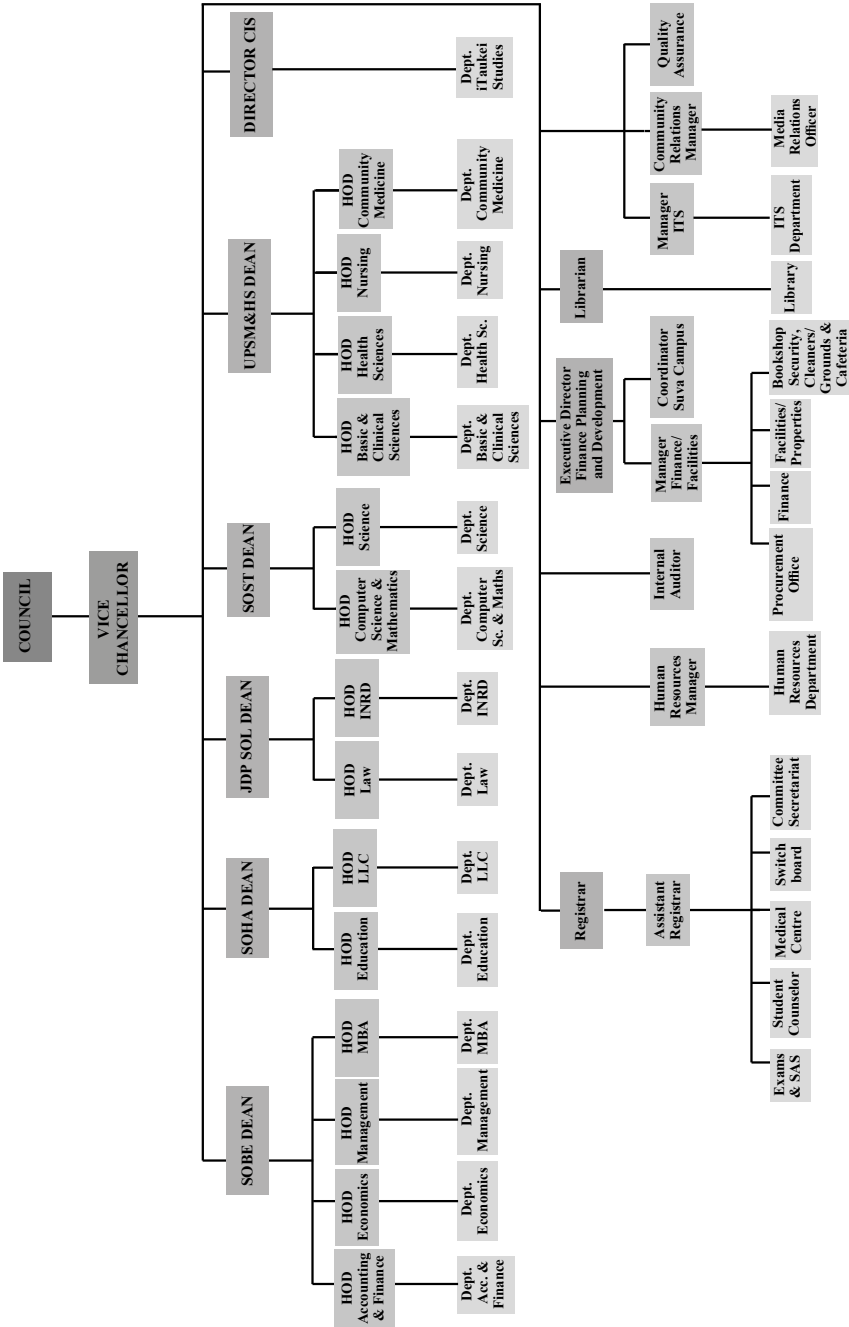 COUNCIL
VICE
CHANCELLOR
SOBE DEAN
SOHA DEAN
JDP SOL DEAN
SOST DEAN
UPSM&HS DEAN
DIRECTOR CIS
HOD
Accounting
& Finance
HOD
Economics
HOD
Management
HOD
MBA
HOD
Education
HOD
LLC
HOD
Law
HOD
INRD
HOD
Computer
Science &
Mathematics
HOD
Science
HOD
Basic &
Clinical
Sciences
HOD
Health
Sciences
HOD
Nursing
HOD
Community
Medicine
Dept.
Acc. &
Finance
Dept.
Economics
Dept.
Management
Dept.
MBA
Dept.
Education
Dept.
LLC
Dept.
Law
Dept.
INRD
Dept.
Computer
Sc. & Maths
Dept.
Science
Dept.
Basic &
Clinical
Sciences
Dept.
Health Sc.
Dept.
Nursing
Dept.
Community
Medicine
Dept.
iTaukei
Studies
Registrar
Executive Director
Finance Planning
and Development
Librarian
Assistant
Registrar
Human
Resources
Manager
Internal
Auditor
Manager
Finance/
Facilities
Coordinator
Suva Campus
Manager
ITS
Community
Relations
Manager
Quality
Assurance
Exams
& SAS
Student
Counselor
Medical
Centre
Switch
board
Committee
Secretariat
Human
Resources
Department
Procurement
Office
Finance
Facilities/
Properties
Bookshop
Security,
Cleaners/
Grounds &
Cafeteria
Library
ITS
Department
Media
Relations
Officer